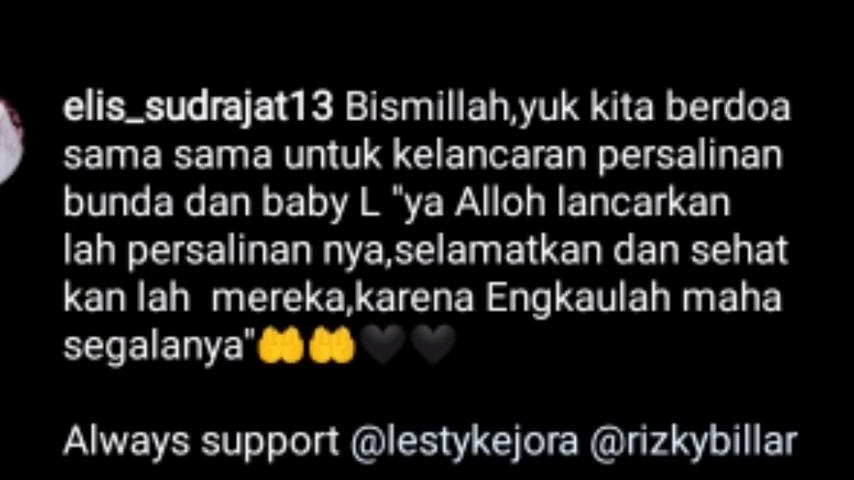 elis_sudrajat13 Bismillah,yuk kita berdoa
sama sama untuk kelancaran persalinan
bunda dan baby L "ya Alloh lancarkan
lah persalinan nya,selamatkan dan sehat
kan lah  mereka,karena Engkaulah maha
segalanya"🤲🤲🖤🖤
Always support @lestykejora @rizkybillar